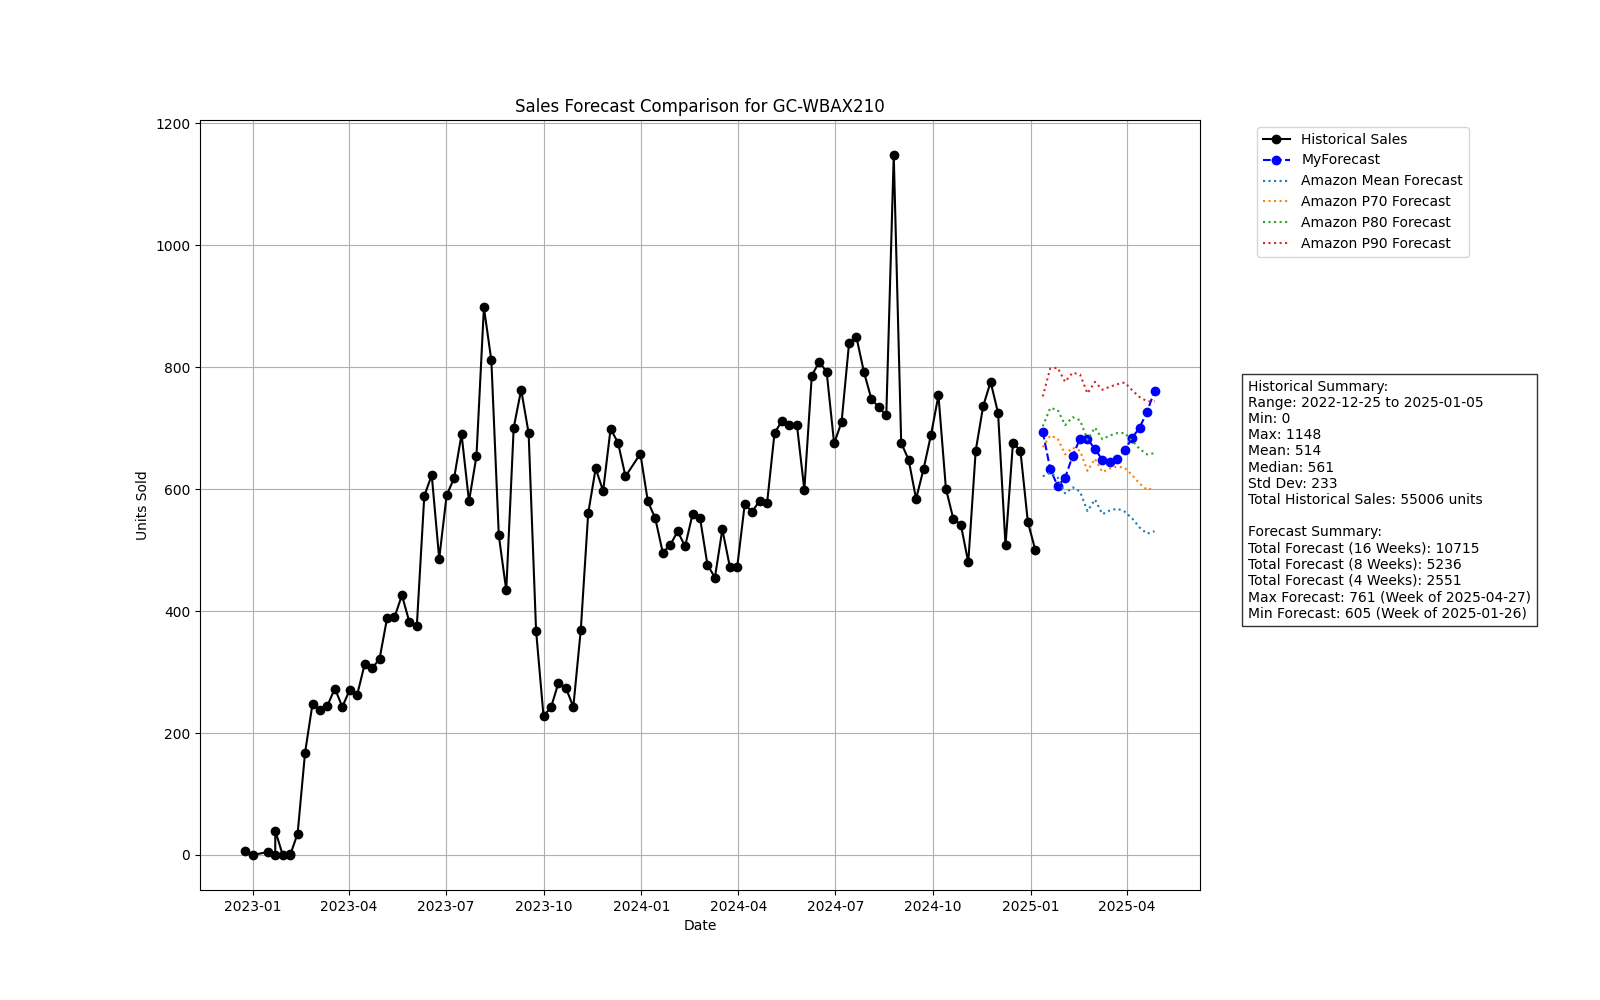 Sales Forecast Comparison for GC-WBAX210
1200
1000
800
600
400
200
0
Units Sold
2023-01
2023-04
2023-07
2023-10
2024-01
2024-04
2024-07
2024-10
2025-01
2025-04
Date
Historical Sales
MyForecast
Amazon Mean Forecast
Amazon P70 Forecast
Amazon P80 Forecast
Amazon P90 Forecast
Historical Summary:
Range: 2022-12-25 to 2025-01-05
Min: 0
Max: 1148
Mean: 514
Median: 561
Std Dev: 233
Total Historical Sales: 55006 units
Forecast Summary:
Total Forecast (16 Weeks): 10715
Total Forecast (8 Weeks): 5236
Total Forecast (4 Weeks): 2551
Max Forecast: 761 (Week of 2025-04-27)
Min Forecast: 605 (Week of 2025-01-26)